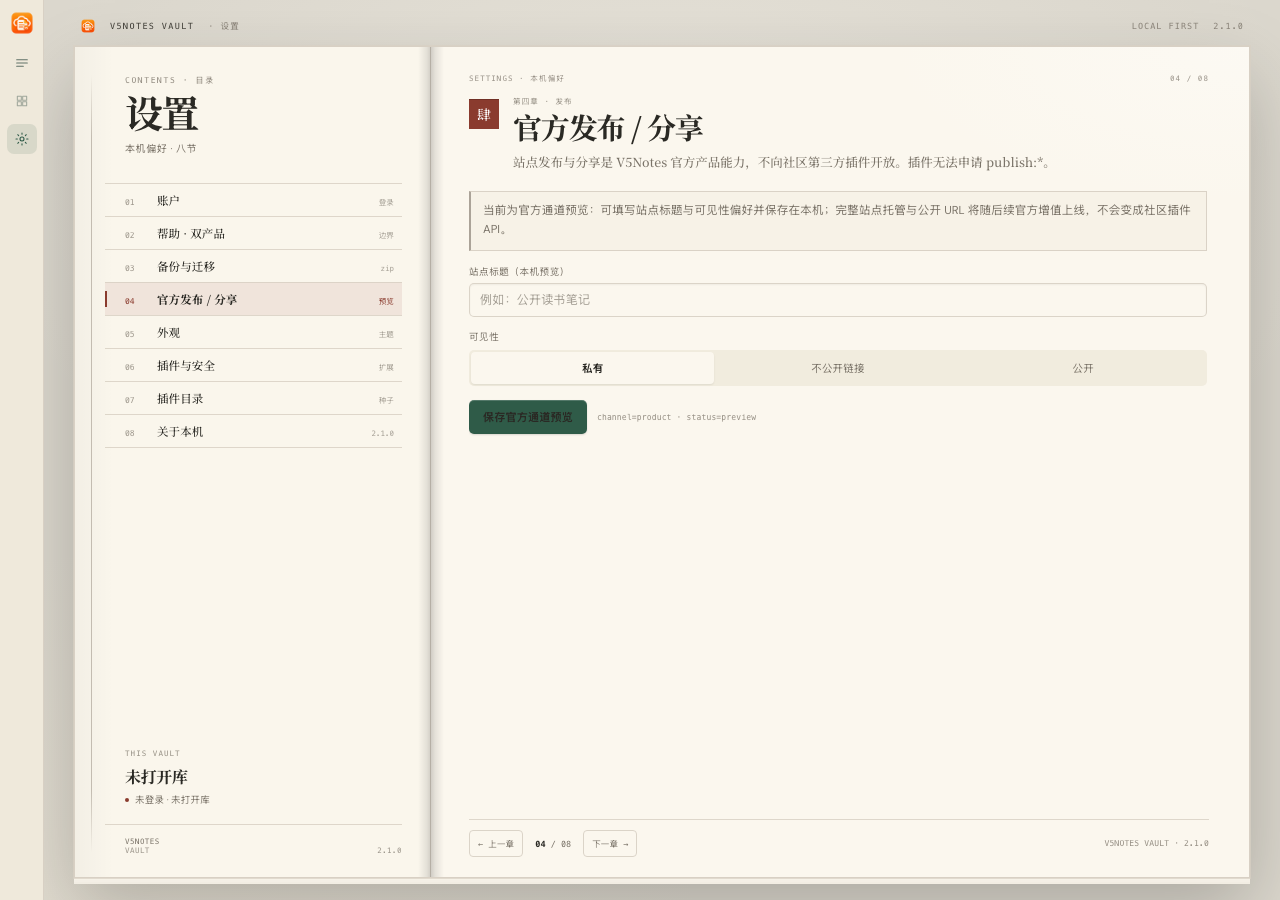 V5NOTES VAULT · 设置
LOCAL FIRST 2.1.0
CONTENTS · 目录
设置
本机偏好 · 八节
01 账户 登录
02 帮助 · 双产品 边界
03 备份与迁移 zip
04 官方发布 / 分享 预览
05 外观 主题
06 插件与安全 扩展
07 插件目录 种子
08 关于本机 2.1.0
THIS VAULT
未打开库
未登录 · 未打开库
V5NOTES
VAULT 2.1.0
SETTINGS · 本机偏好
04 / 08
肆
第四章 · 发布
官方发布 / 分享
站点发布与分享是 V5Notes 官方产品能力，不向社区第三方插件开放。插件无法申请 publish:*。
当前为官方通道预览：可填写站点标题与可见性偏好并保存在本机；完整站点托管与公开 URL 将随后续官方增值上线，不会变成社区插件
API。
站点标题（本机预览）
例如：公开读书笔记
可见性
私有 不公开链接 公开
保存官方通道预览 channel=product · status=preview
← 上一章 04 / 08 下一章 →
V5NOTES VAULT · 2.1.0